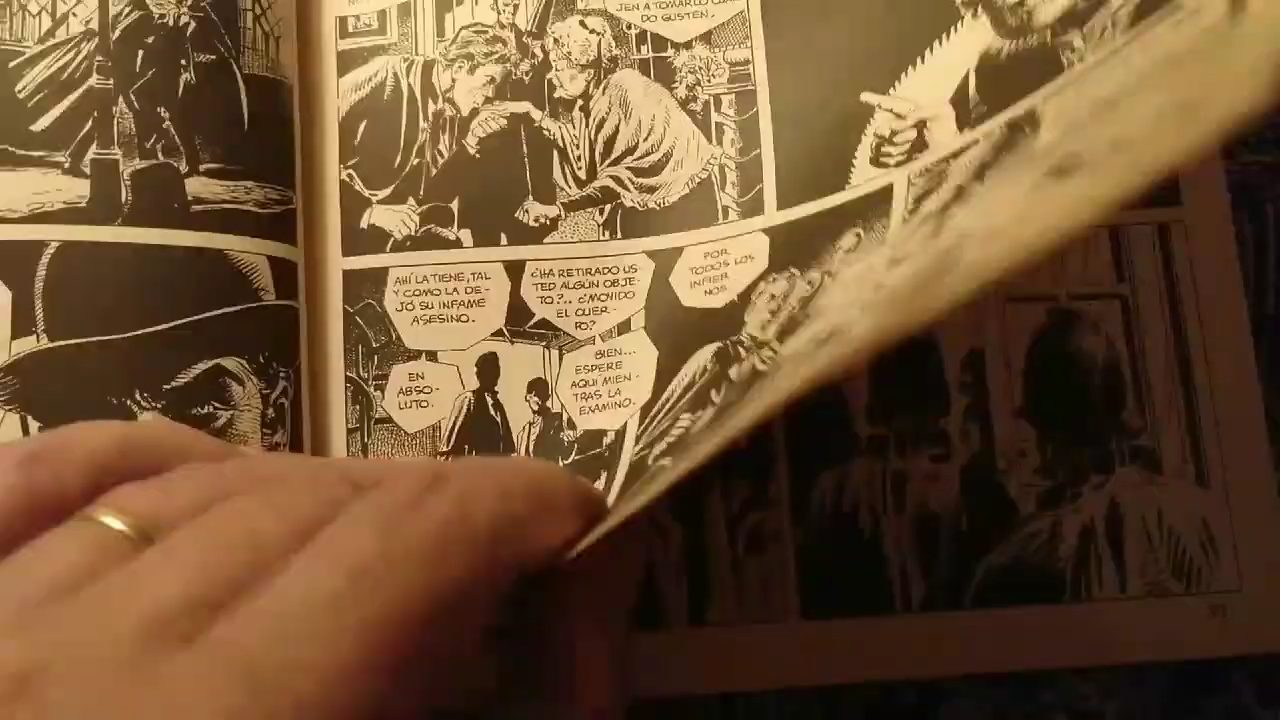 JEN A TOMARLO CUAN
DO GUSTEN.
AHÍ LA TIENE, TAL
Y COMO LA DE-
JÓ SU INFAME
ASESINO.
¿HA RETIRADO US-
TED ALGÚN OBJE-
TO?.. ¿MOVIDO
EL CUER-
PO?
POR
TODOS LOS
INFIER
NOS
EN
ABSO-
LUTO.
BIEN...
ESPERE
AQUI MIEN-
TRAS LA
EXAMINO.